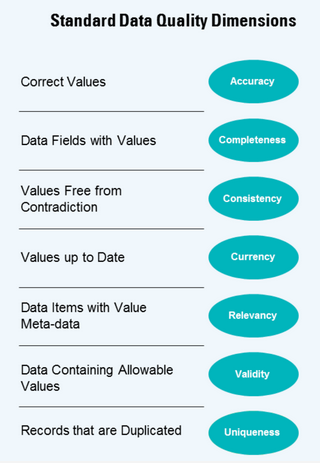 Standard Data Quality Dimensions
Correct Values
Accuracy
Data Fields with Values
Completeness
Values Free from
Contradiction
Consistency
Values up to Date
Currency
Data Items with Value
Meta-data
Relevancy
Data Containing Allowable
Values
Validity
Records that are Duplicated
Uniqueness